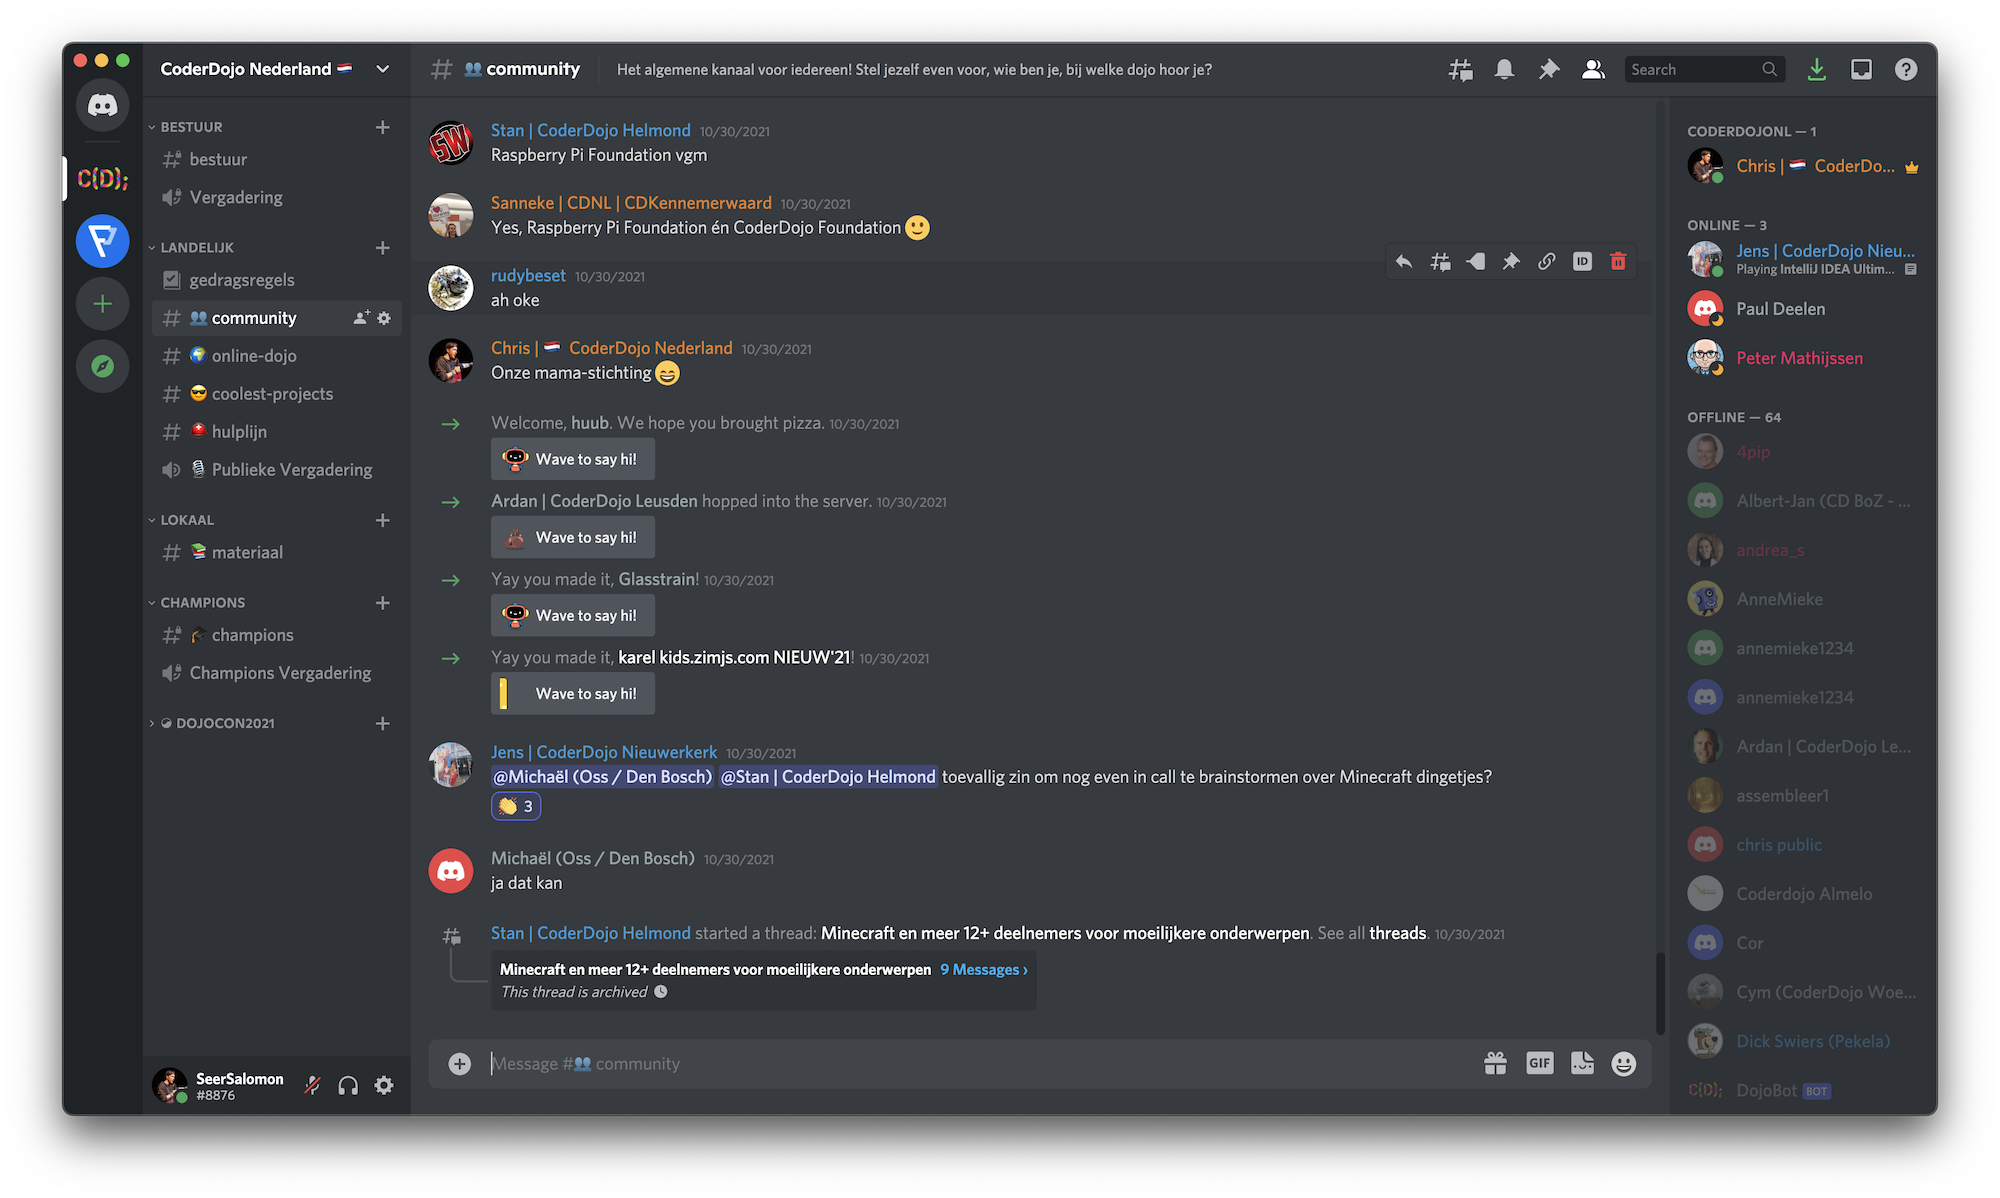 CoderDojo Nederland
BESTUUR
bestuur
Vergadering
LANDELIJK
gedragsregels
community
online-dojo
coolest-projects
hulplijn
Publieke Vergadering
LOKAAL
materiaal
CHAMPIONS
champions
Champions Vergadering
DOJOCON2021
SeerSalomon
#8876
C(D);
# community
Het algemene kanaal voor iedereen! Stel jezelf even voor, wie ben je, bij welke dojo hoor je?
Search
SW
Stan | CoderDojo Helmond 10/30/2021
Raspberry Pi Foundation vgm
Sanneke | CDNL | CDKennemerwaard 10/30/2021
Yes, Raspberry Pi Foundation én CoderDojo Foundation 🙂
rudybeset 10/30/2021
ah oke
ID
Chris | 🇳🇱 CoderDojo Nederland 10/30/2021
Onze mama-stichting 😄
Welcome, huub. We hope you brought pizza. 10/30/2021
Wave to say hi!
Ardan | CoderDojo Leusden hopped into the server. 10/30/2021
Wave to say hi!
Yay you made it, Glasstrain! 10/30/2021
Wave to say hi!
Yay you made it, karel kids.zimjs.com NIEUW'21! 10/30/2021
Wave to say hi!
Jens | CoderDojo Nieuwerkerk 10/30/2021
@Michaël (Oss / Den Bosch) @Stan | CoderDojo Helmond toevallig zin om nog even in call te brainstormen over Minecraft dingetjes?
👏 3
Michaël (Oss / Den Bosch) 10/30/2021
ja dat kan
Stan | CoderDojo Helmond started a thread: Minecraft en meer 12+ deelnemers voor moeilijkere onderwerpen. See all threads. 10/30/2021
Minecraft en meer 12+ deelnemers voor moeilijkere onderwerpen 9 Messages ›
This thread is archived
Message #👥 community
GIF
CODERDOJONL — 1
Chris | 🇳🇱 CoderDo...
ONLINE — 3
Jens | CoderDojo Nieu...
Playing IntelliJ IDEA Ultim...
Paul Deelen
Peter Mathijssen
OFFLINE — 64
4pip
Albert-Jan (CD BoZ - ...
andrea_s
AnneMieke
annemieke1234
annemieke1234
Ardan | CoderDojo Le...
assembleer1
chris public
Coderdojo Almelo
Cor
Cym (CoderDojo Woe...
Dick Swiers (Pekela)
C(D); DojoBot BOT